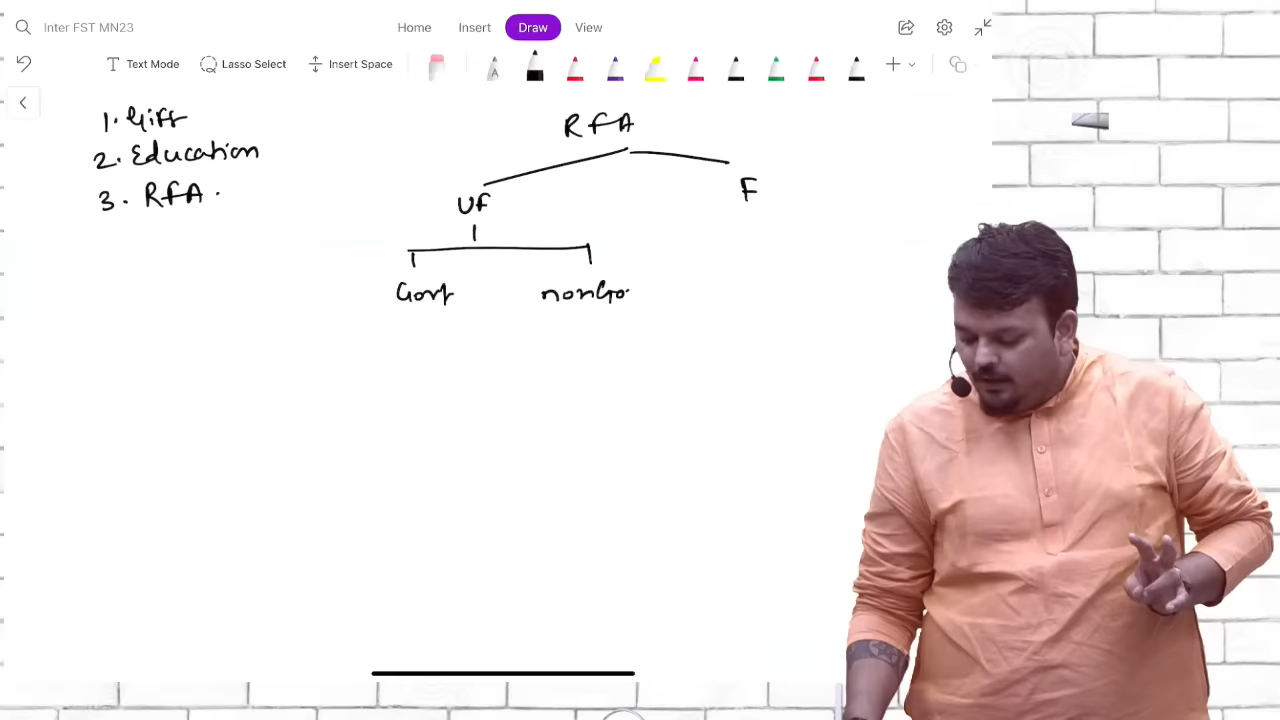 Inter FST MN23
Home Insert Draw View
Text Mode Lasso Select Insert Space
1. Gift
2. Education
3. RFA.
RFA
UF
F
Govt nonGo.